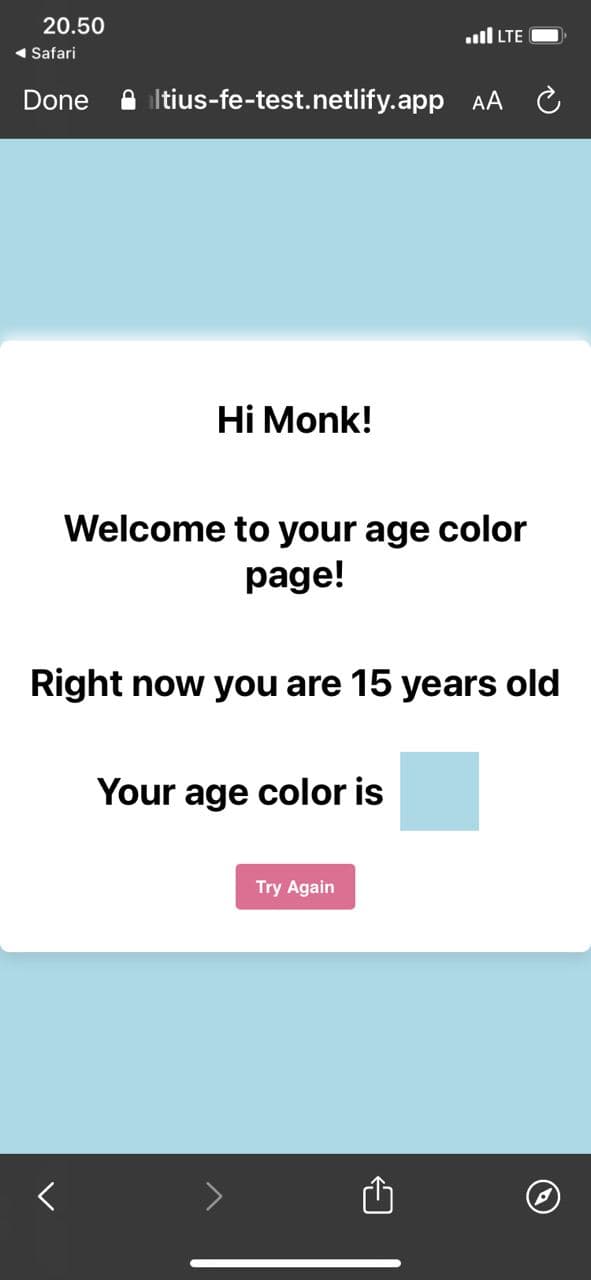 20.50
LTE
Safari
Done
ltius-fe-test.netlify.app
AA
Hi Monk!
Welcome to your age color
page!
Right now you are 15 years old
Your age color is
Try Again